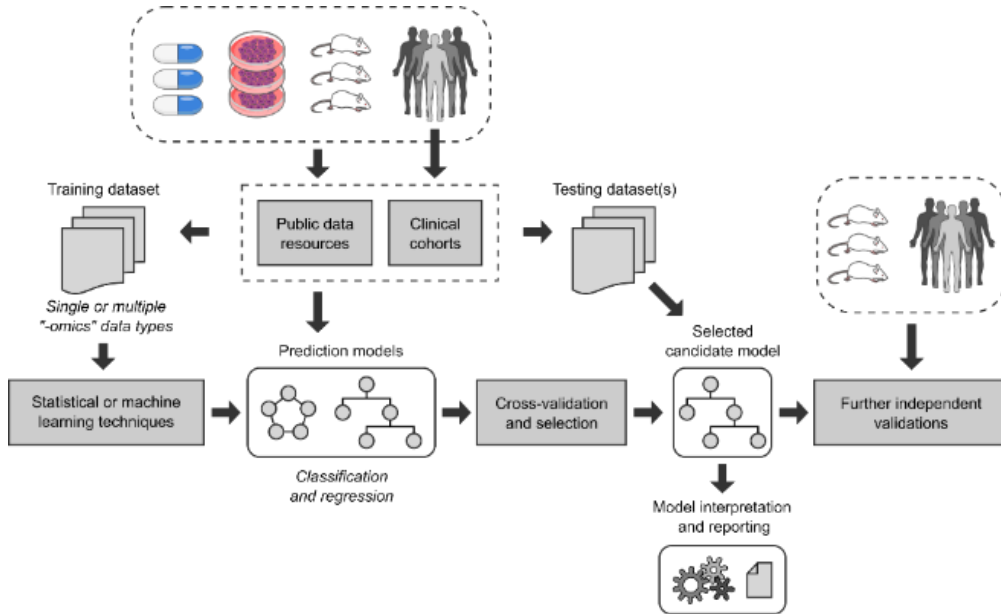 Training dataset
Public data
resources
Clinical
cohorts
Testing dataset(s)
Single or multiple
"-omics" data types
Prediction models
Selected
candidate model
Statistical or machine
learning techniques
Cross-validation
and selection
Further independent
validations
Classification
and regression
Model interpretation
and reporting